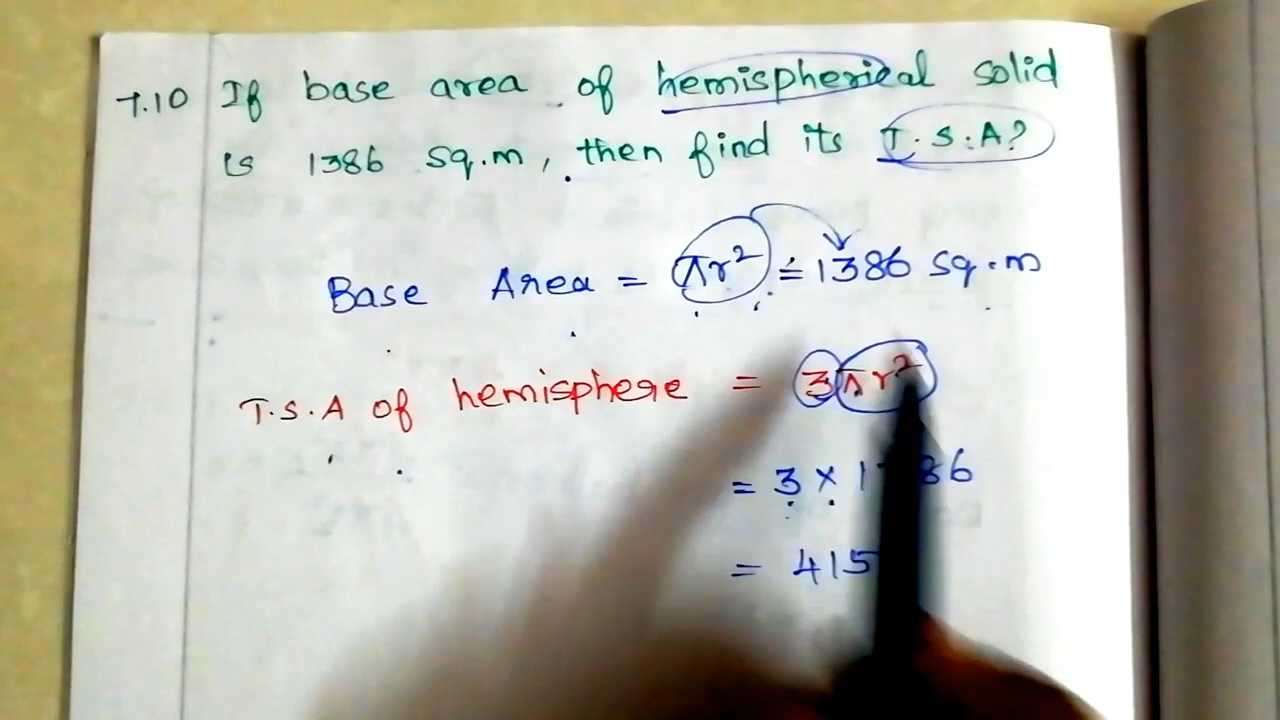 7.10 If base area of hemispherical solid
is 1386 sq.m, then find its T.S.A?
Base Area = πr² = 1386 sq.m
T.S.A of hemisphere = 3πr²
= 3 ×
= 415